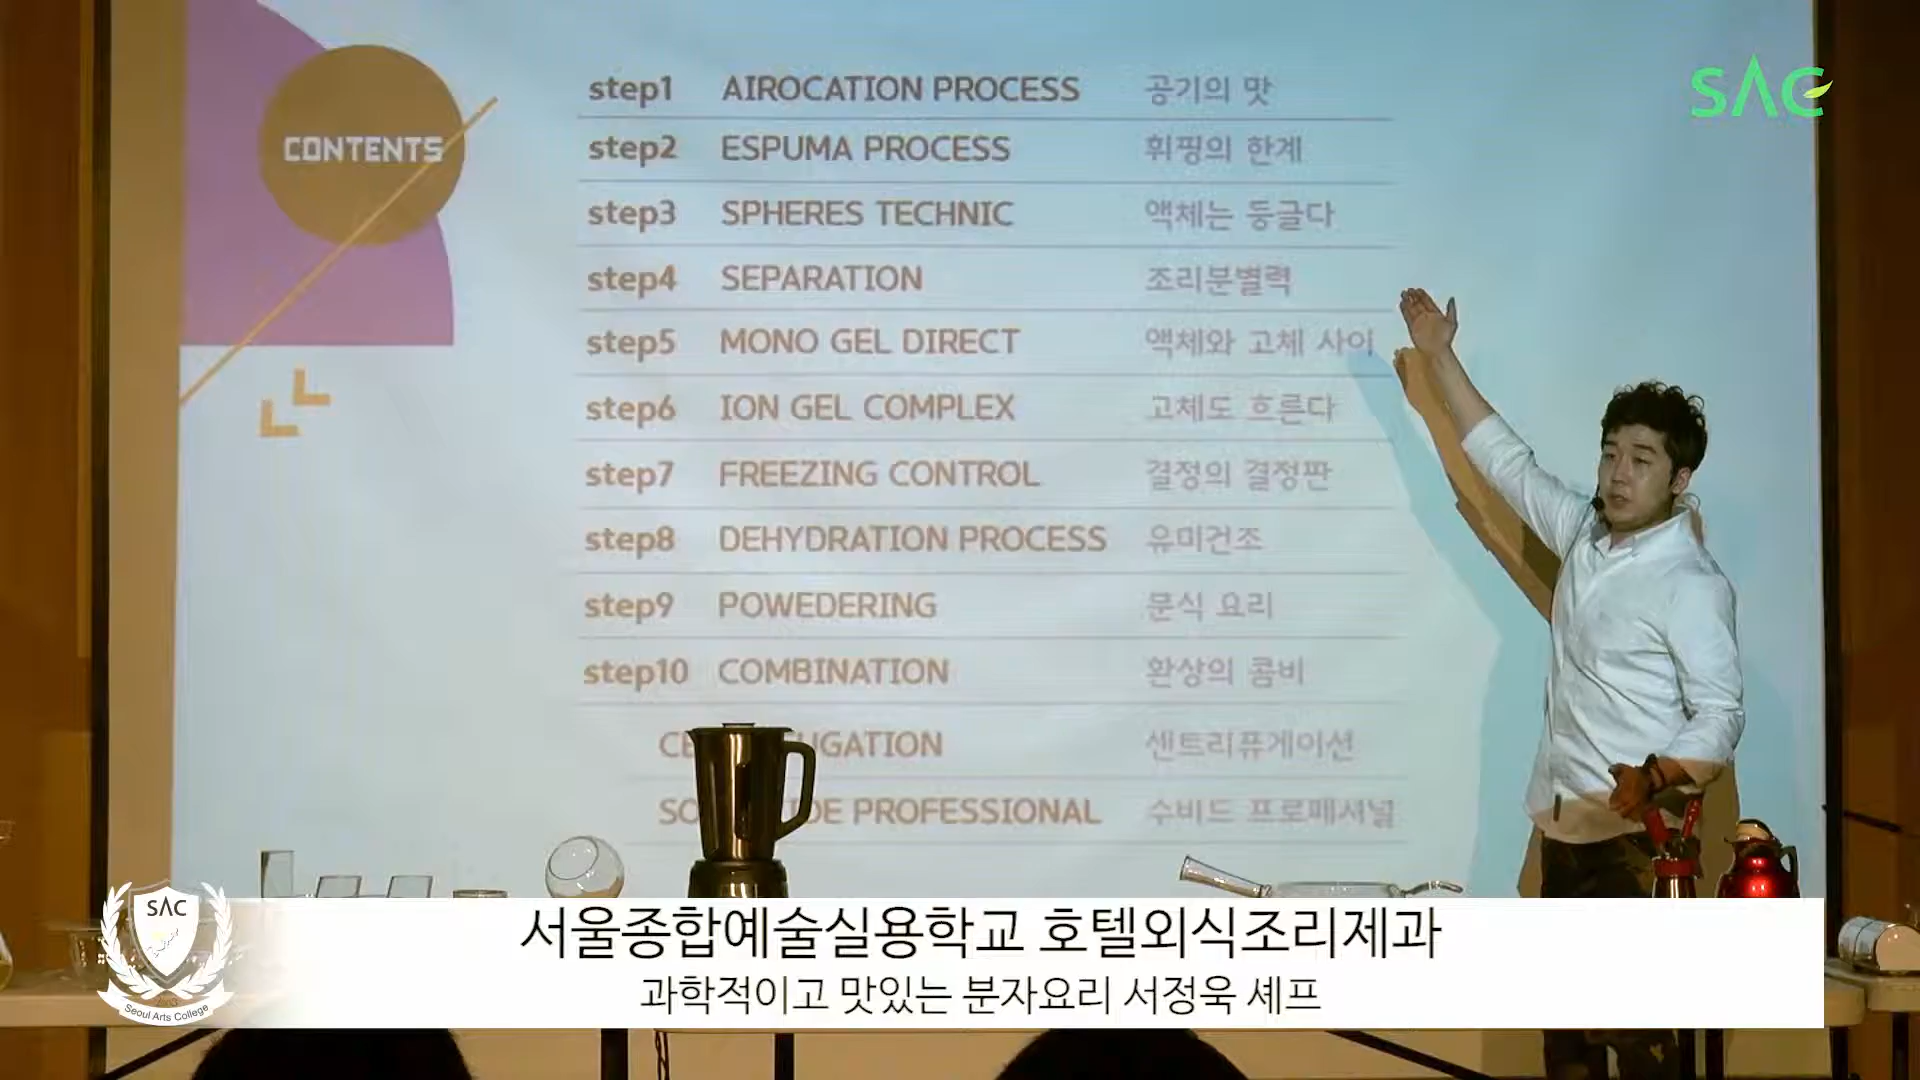 SAC
CONTENTS
step1 AIROCATION PROCESS 공기의 맛
step2 ESPUMA PROCESS 휘핑의 한계
step3 SPHERES TECHNIC 액체는 둥글다
step4 SEPARATION 조리분별력
step5 MONO GEL DIRECT 액체와 고체 사이
step6 ION GEL COMPLEX 고체도 흐른다
step7 FREEZING CONTROL 결정의 결정판
step8 DEHYDRATION PROCESS 유미건조
step9 POWEDERING 분식 요리
step10 COMBINATION 환상의 콤비
UGATION 센트리퓨게이션
SO DE PROFESSIONAL 수비드 프로패셔널
SAC
Seoul Arts College
서울종합예술실용학교 호텔외식조리제과
과학적이고 맛있는 분자요리 서정욱 셰프